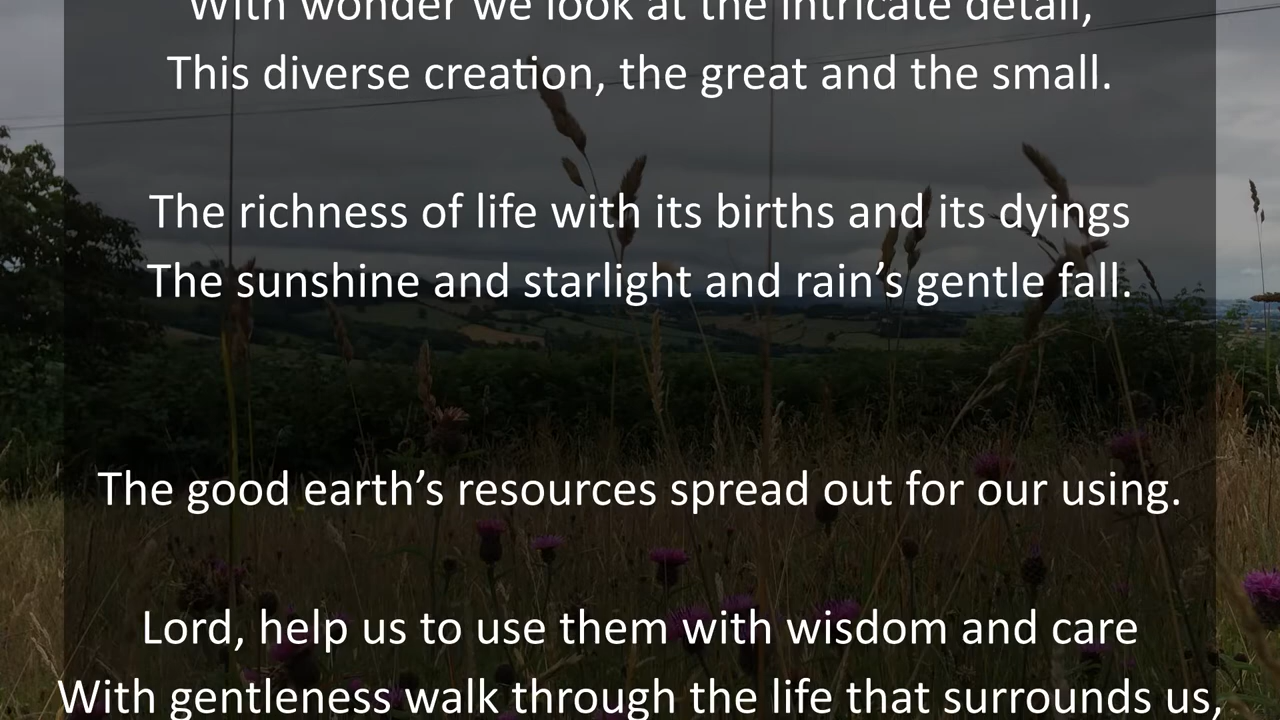 With wonder we look at the intricate detail,
This diverse creation, the great and the small.
The richness of life with its births and its dyings
The sunshine and starlight and rain’s gentle fall.
The good earth’s resources spread out for our using.
Lord, help us to use them with wisdom and care
With gentleness walk through the life that surrounds us,